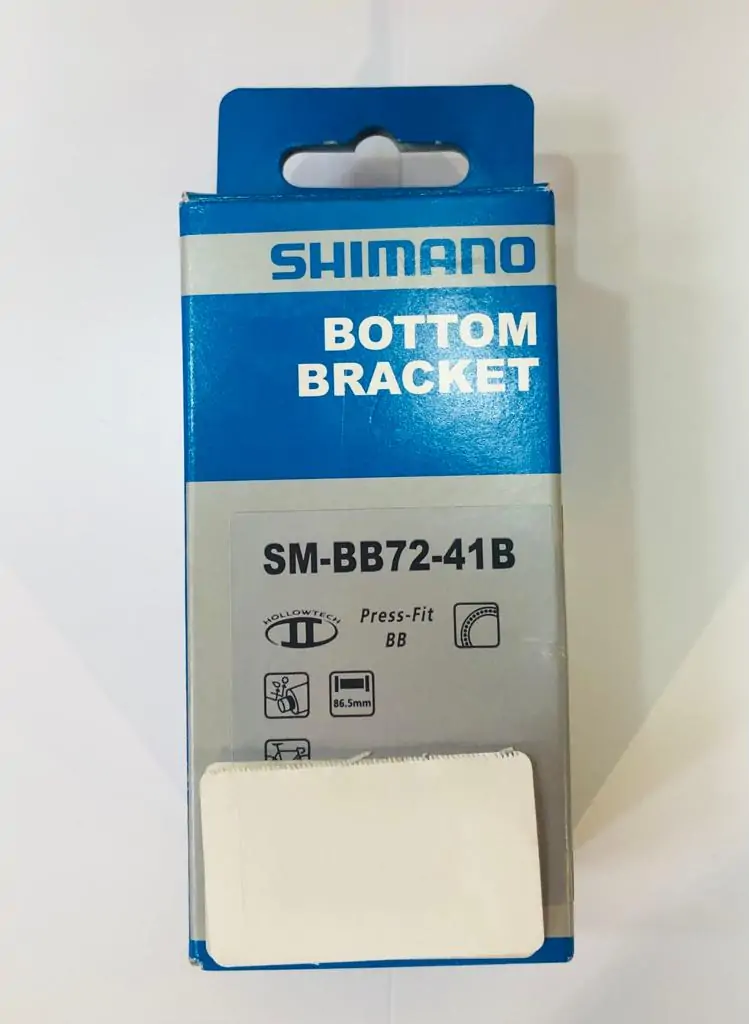 SHIMANO
BOTTOM
BRACKET
SM-BB72-41B
HOLLOWTECH
II
Press-Fit
BB
86.5mm